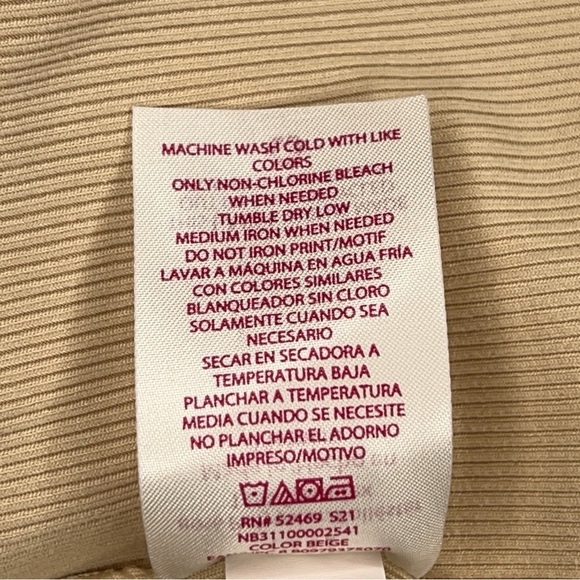 MACHINE WASH COLD WITH LIKE
COLORS
ONLY NON-CHLORINE BLEACH
WHEN NEEDED
TUMBLE DRY LOW
MEDIUM IRON WHEN NEEDED
DO NOT IRON PRINT/MOTIF
LAVAR A MÁQUINA EN AGUA FRÍA
CON COLORES SIMILARES
BLANQUEADOR SIN CLORO
SOLAMENTE CUANDO SEA
NECESARIO
SECAR EN SECADORA A
TEMPERATURA BAJA
PLANCHAR A TEMPERATURA
MEDIA CUANDO SE NECESITE
NO PLANCHAR EL ADORNO
IMPRESO/MOTIVO
RN# 52469 S21
NB31100002541
COLOR BEIGE